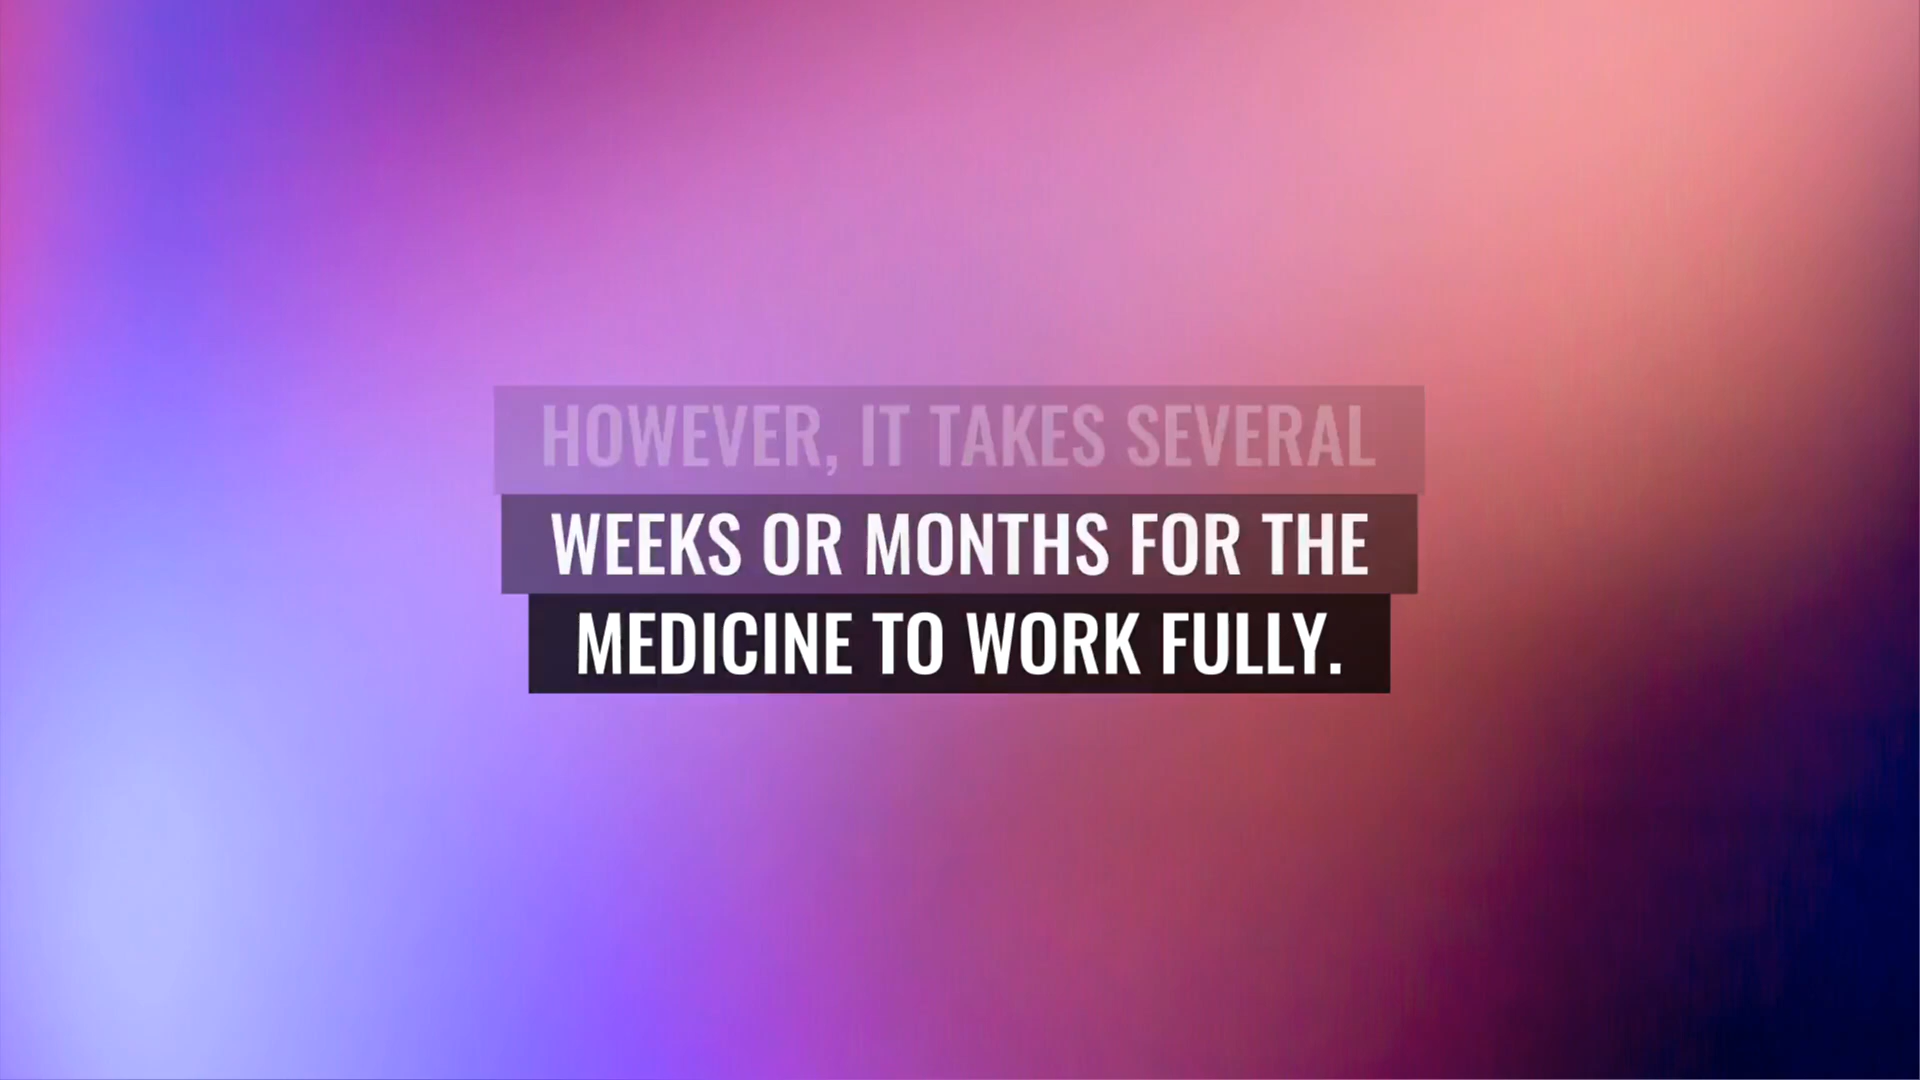 HOWEVER, IT TAKES SEVERAL
WEEKS OR MONTHS FOR THE
MEDICINE TO WORK FULLY.